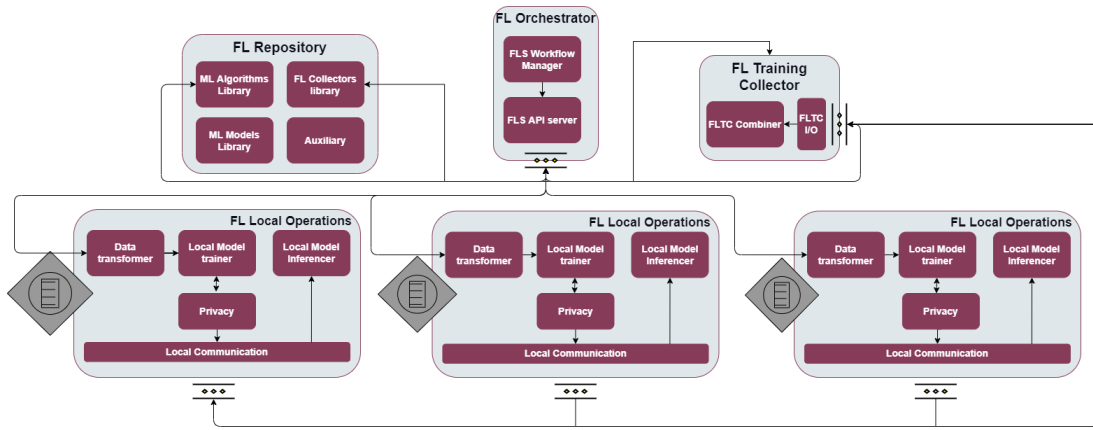 FL Repository
ML Algorithms
Library
FL Collectors
library
ML Models
Library
Auxiliary
FL Orchestrator
FLS Workflow
Manager
FLS API server
FL Training
Collector
FLTC Combiner
FLTC
I/O
FL Local Operations
Data
transformer
Local Model
trainer
Local Model
Inferencer
Privacy
Local Communication
FL Local Operations
Data
transformer
Local Model
trainer
Local Model
Inferencer
Privacy
Local Communication
FL Local Operations
Data
transformer
Local Model
trainer
Local Model
Inferencer
Privacy
Local Communication